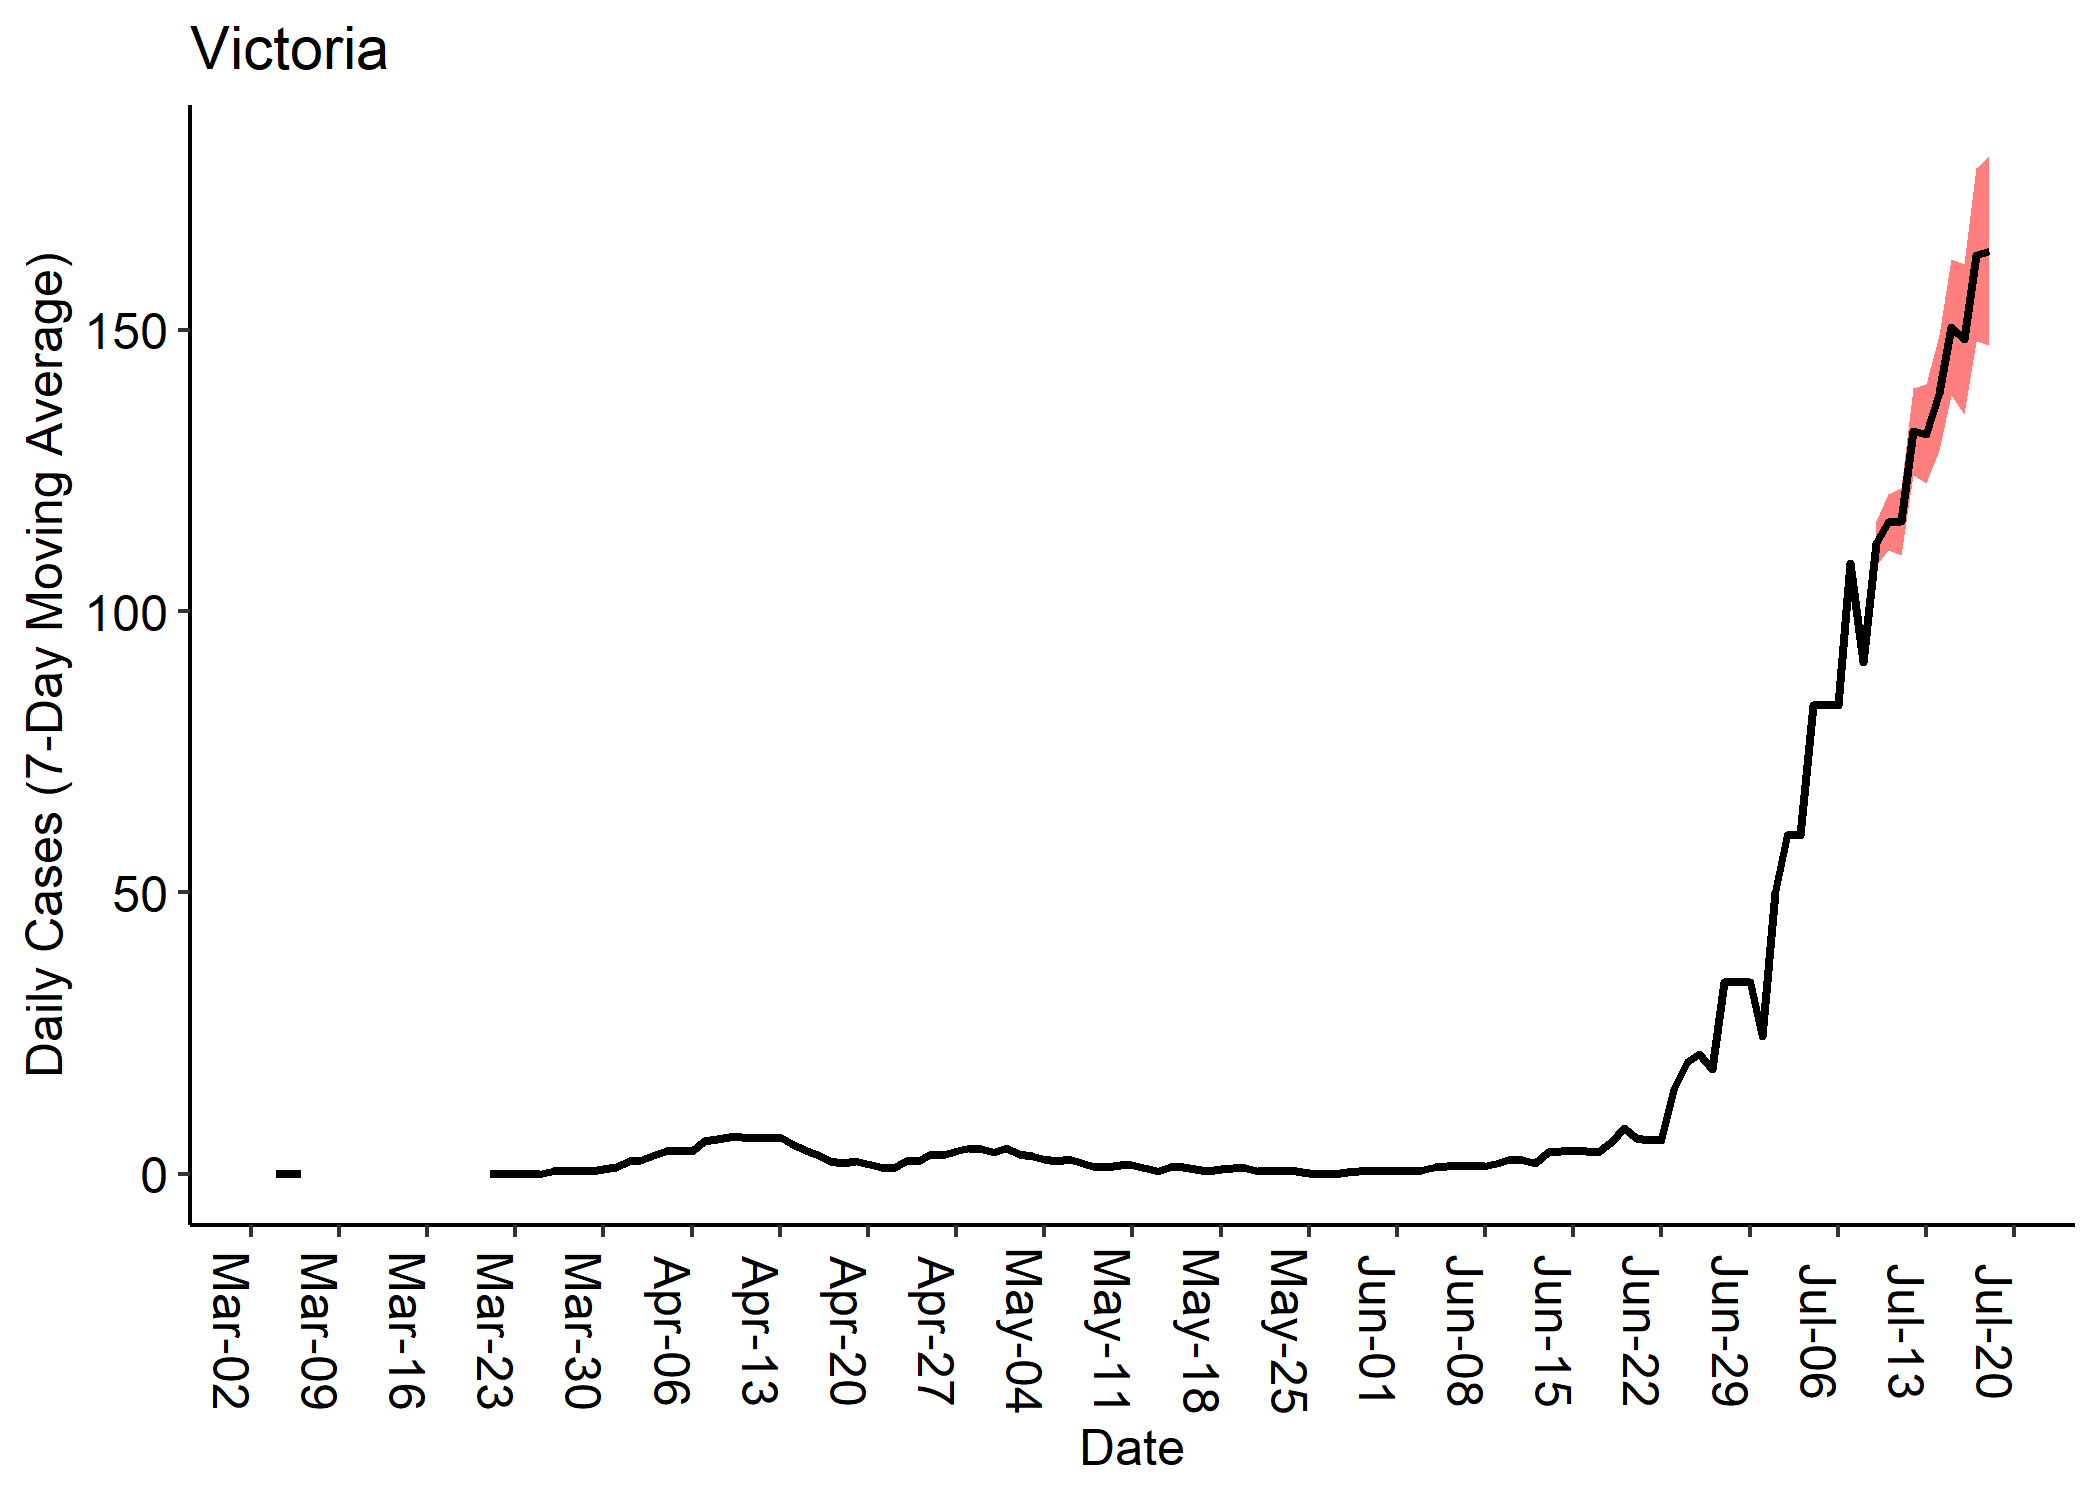 Victoria
Daily Cases (7-Day Moving Average)
150
100
50
0
Mar-02
Mar-09
Mar-16
Mar-23
Mar-30
Apr-06
Apr-13
Apr-20
Apr-27
May-04
May-11
May-18
May-25
Jun-01
Jun-08
Jun-15
Jun-22
Jun-29
Jul-06
Jul-13
Jul-20
Date